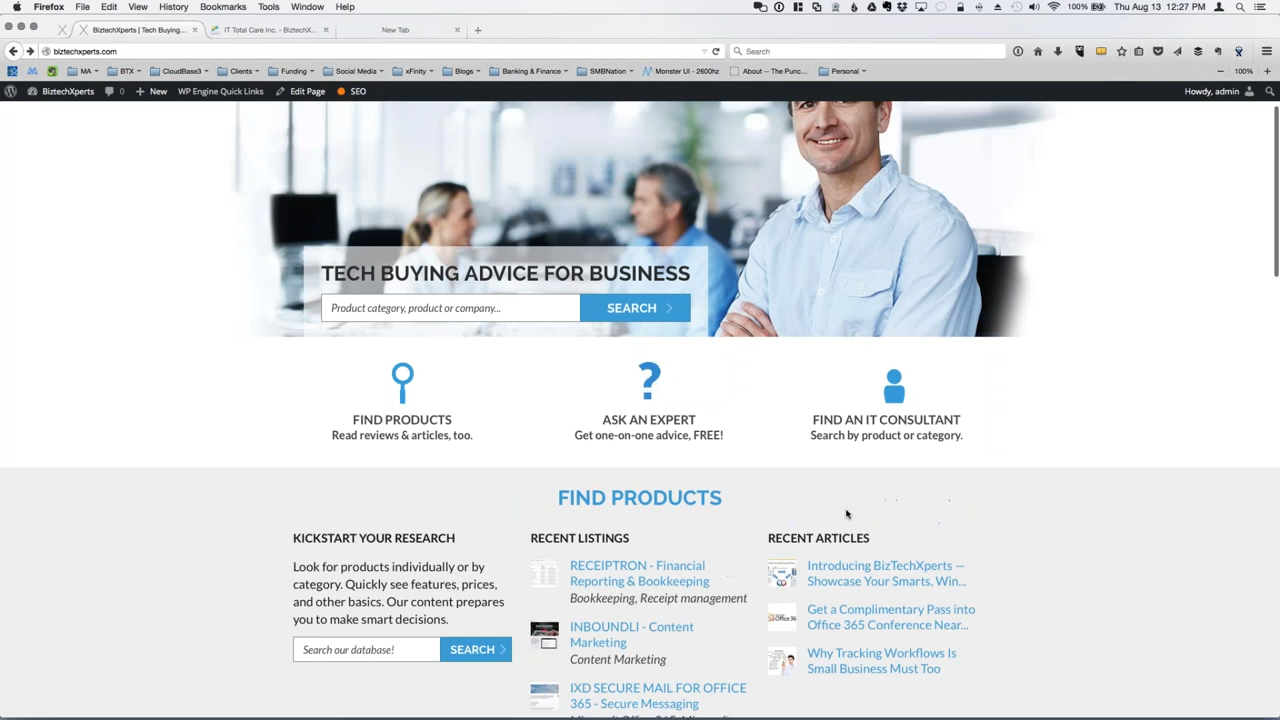 Firefox File Edit View History Bookmarks Tools Window Help 100% Thu Aug 13 12:27 PM
BiztechXperts | Tech Buying... IT Total Care Inc. - BiztechX... New Tab
biztechxperts.com Search
MA BTX CloudBase3 Clients Funding Social Media xFinity Blogs Banking & Finance SMBNation Monster UI - 2600hz About -- The Punc... Personal 100%
BiztechXperts 0 New WP Engine Quick Links Edit Page SEO Howdy, admin
TECH BUYING ADVICE FOR BUSINESS
Product category, product or company... SEARCH
FIND PRODUCTS
Read reviews & articles, too.
ASK AN EXPERT
Get one-on-one advice, FREE!
FIND AN IT CONSULTANT
Search by product or category.
FIND PRODUCTS
KICKSTART YOUR RESEARCH
Look for products individually or by
category. Quickly see features, prices,
and other basics. Our content prepares
you to make smart decisions.
Search our database! SEARCH
RECENT LISTINGS
RECEIPTRON - Financial
Reporting & Bookkeeping
Bookkeeping, Receipt management
INBOUNDLI - Content
Marketing
Content Marketing
IXD SECURE MAIL FOR OFFICE
365 - Secure Messaging
RECENT ARTICLES
Introducing BizTechXperts —
Showcase Your Smarts, Win...
Get a Complimentary Pass into
Office 365 Conference Near...
Why Tracking Workflows Is
Small Business Must Too